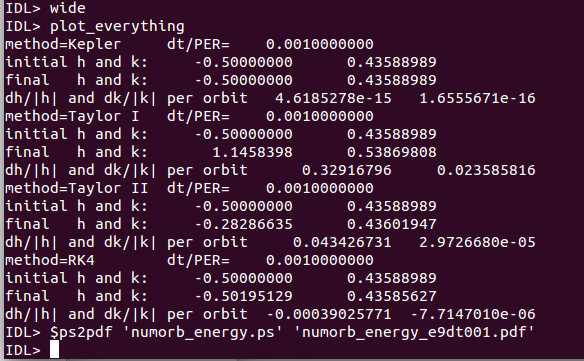 IDL> wide
IDL> plot_everything
method=Kepler     dt/PER=    0.0010000000
initial h and k:     -0.50000000      0.43588989
final   h and k:     -0.50000000      0.43588989
dh/|h| and dk/|k| per orbit   4.6185278e-15   1.6555671e-16
method=Taylor I   dt/PER=    0.0010000000
initial h and k:     -0.50000000      0.43588989
final   h and k:       1.1458398      0.53869808
dh/|h| and dk/|k| per orbit      0.32916796     0.023585816
method=Taylor II  dt/PER=    0.0010000000
initial h and k:     -0.50000000      0.43588989
final   h and k:     -0.28286635      0.43601947
dh/|h| and dk/|k| per orbit     0.043426731   2.9726680e-05
method=RK4        dt/PER=    0.0010000000
initial h and k:     -0.50000000      0.43588989
final   h and k:     -0.50195129      0.43585627
dh/|h| and dk/|k| per orbit  -0.00039025771  -7.7147010e-06
IDL> $ps2pdf 'numorb_energy.ps' 'numorb_energy_e9dt001.pdf'
IDL>